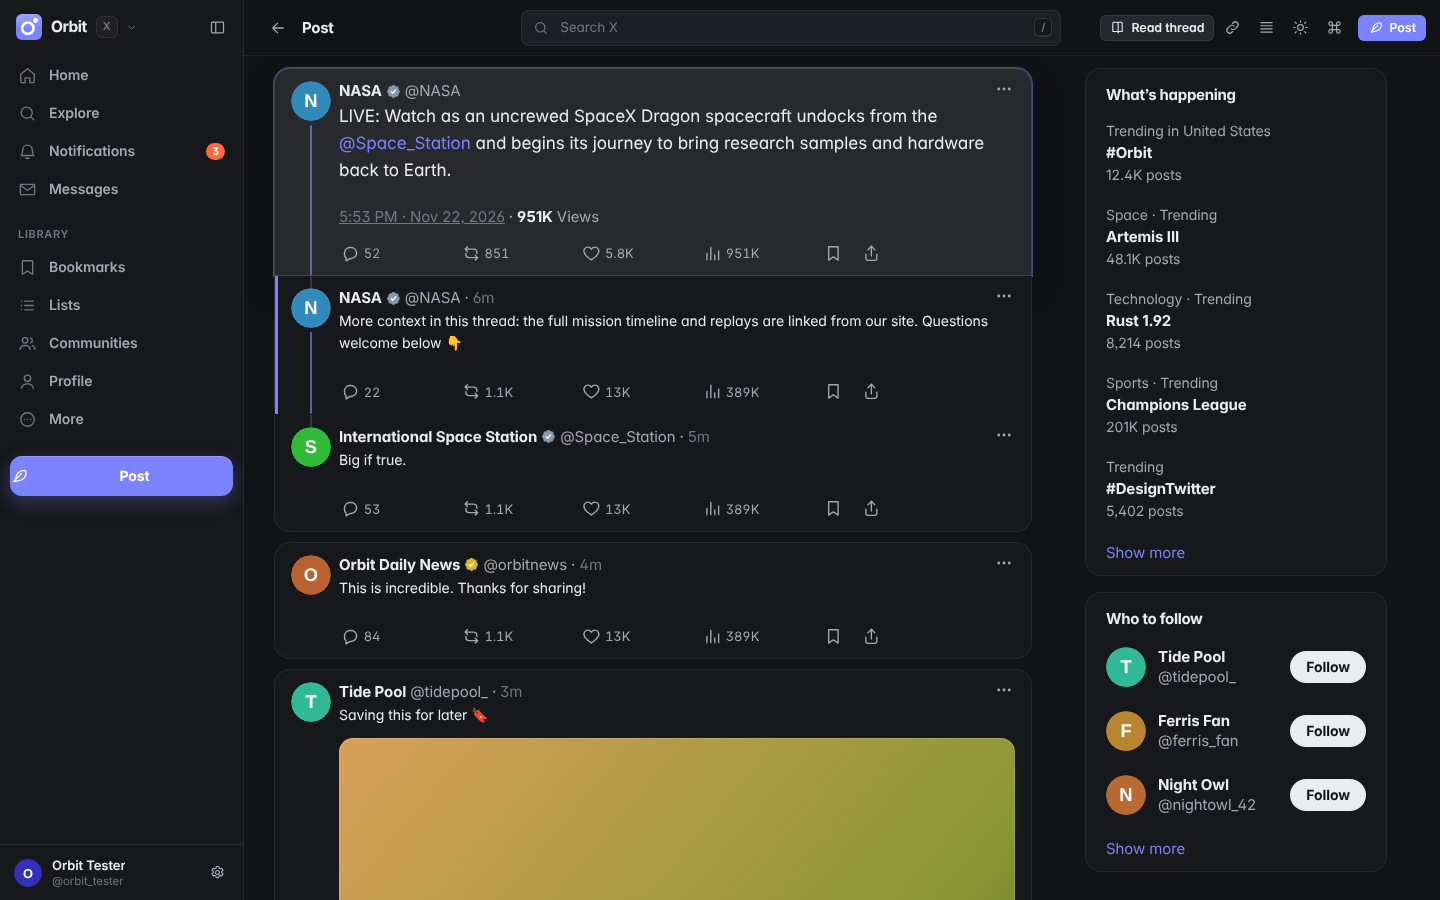 Orbit X
Home
Explore
Notifications 3
Messages
LIBRARY
Bookmarks
Lists
Communities
Profile
More
Post
O Orbit Tester
@orbit_tester
Post
Search X /
Read thread
Post
N NASA @NASA
LIVE: Watch as an uncrewed SpaceX Dragon spacecraft undocks from the
@Space_Station and begins its journey to bring research samples and hardware
back to Earth.
5:53 PM · Nov 22, 2026 · 951K Views
52 851 5.8K 951K
N NASA @NASA · 6m
More context in this thread: the full mission timeline and replays are linked from our site. Questions
welcome below 👇
22 1.1K 13K 389K
S International Space Station @Space_Station · 5m
Big if true.
53 1.1K 13K 389K
O Orbit Daily News @orbitnews · 4m
This is incredible. Thanks for sharing!
84 1.1K 13K 389K
T Tide Pool @tidepool_ · 3m
Saving this for later 🔖
What's happening
Trending in United States
#Orbit
12.4K posts
Space · Trending
Artemis III
48.1K posts
Technology · Trending
Rust 1.92
8,214 posts
Sports · Trending
Champions League
201K posts
Trending
#DesignTwitter
5,402 posts
Show more
Who to follow
T Tide Pool
@tidepool_
Follow
F Ferris Fan
@ferris_fan
Follow
N Night Owl
@nightowl_42
Follow
Show more